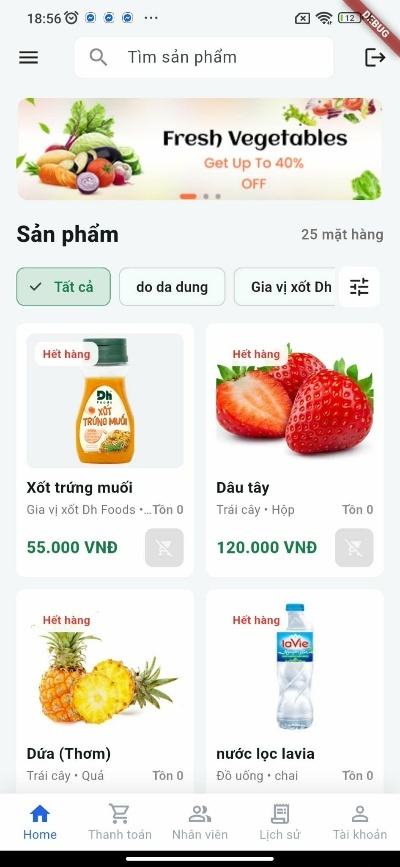 18:56
12
DEBUG
Tìm sản phẩm
Fresh Vegetables
Get Up To 40%
OFF
Sản phẩm
25 mặt hàng
Tất cả
do da dung
Gia vị xốt Dh
Hết hàng
Dh
Foods
XỐT
TRỨNG MUỐI
Xốt trứng muối
Gia vị xốt Dh Foods •...
Tồn 0
55.000 VNĐ
Hết hàng
Dâu tây
Trái cây • Hộp
Tồn 0
120.000 VNĐ
Hết hàng
Dứa (Thơm)
Trái cây • Quả
Tồn 0
Hết hàng
laVie
nước lọc lavia
Đồ uống • chai
Tồn 0
Home
Thanh toán
Nhân viên
Lịch sử
Tài khoản